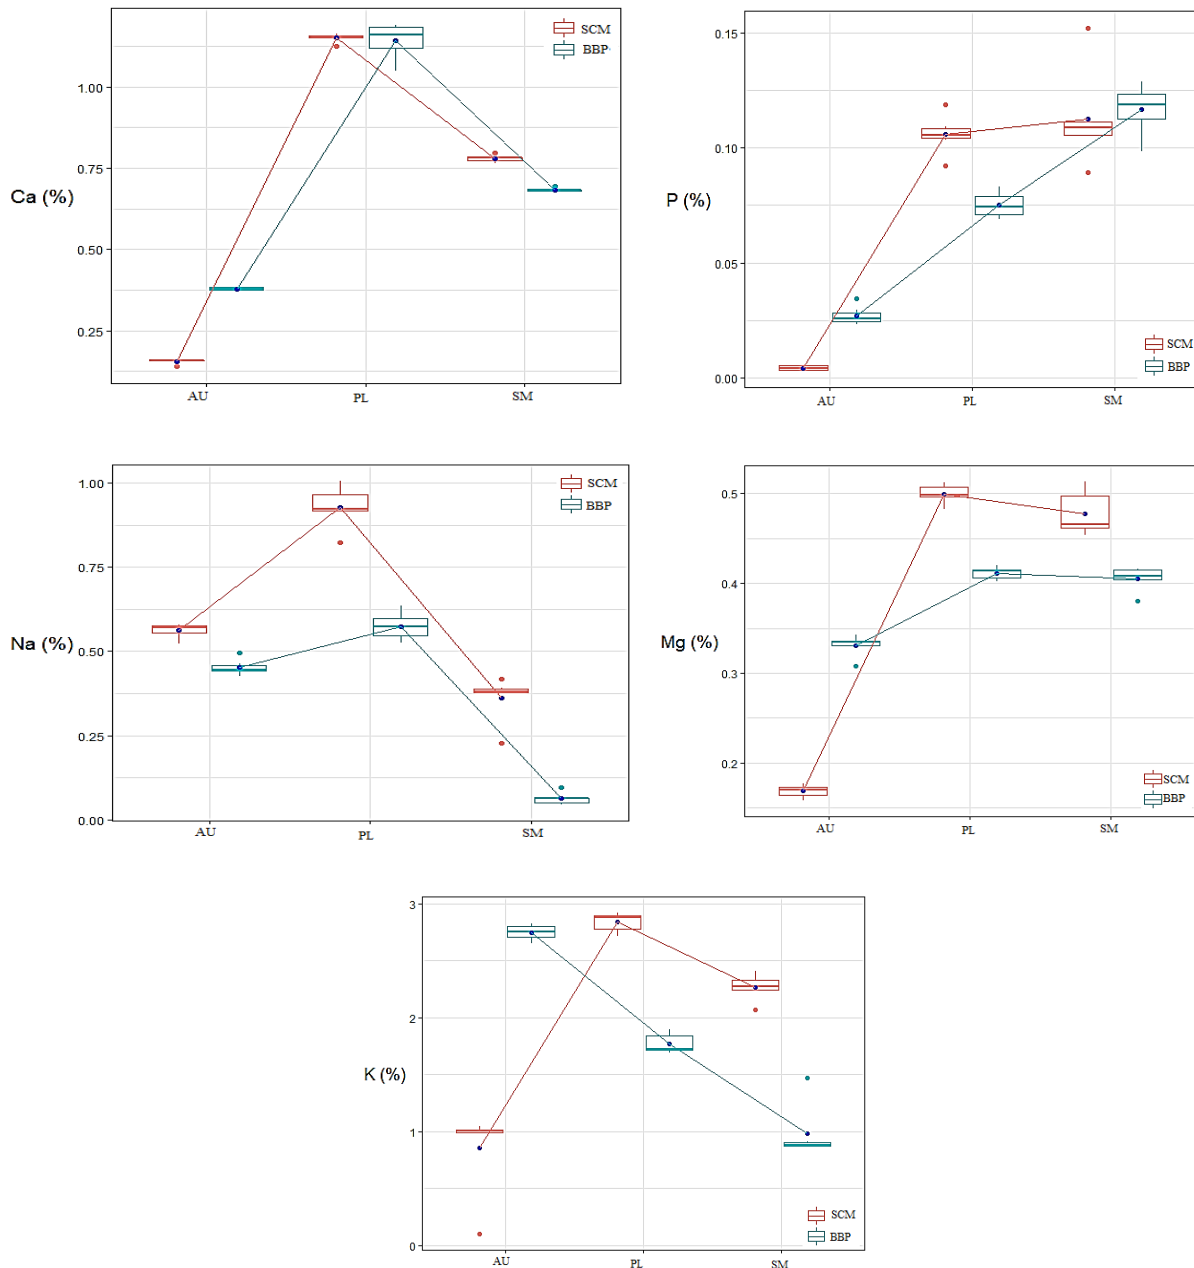 SCM
BBP
1.00
0.75
Ca (%)
0.50
0.25
AU PL SM
0.15
0.10
P (%)
0.05
SCM
BBP
0.00
AU PL SM
1.00
SCM
BBP
0.75
Na (%)
0.50
0.25
0.00
AU PL SM
0.5
0.4
Mg (%)
0.3
0.2
SCM
BBP
AU PL SM
3
2
K (%)
1
SCM
BBP
0
AU PL SM